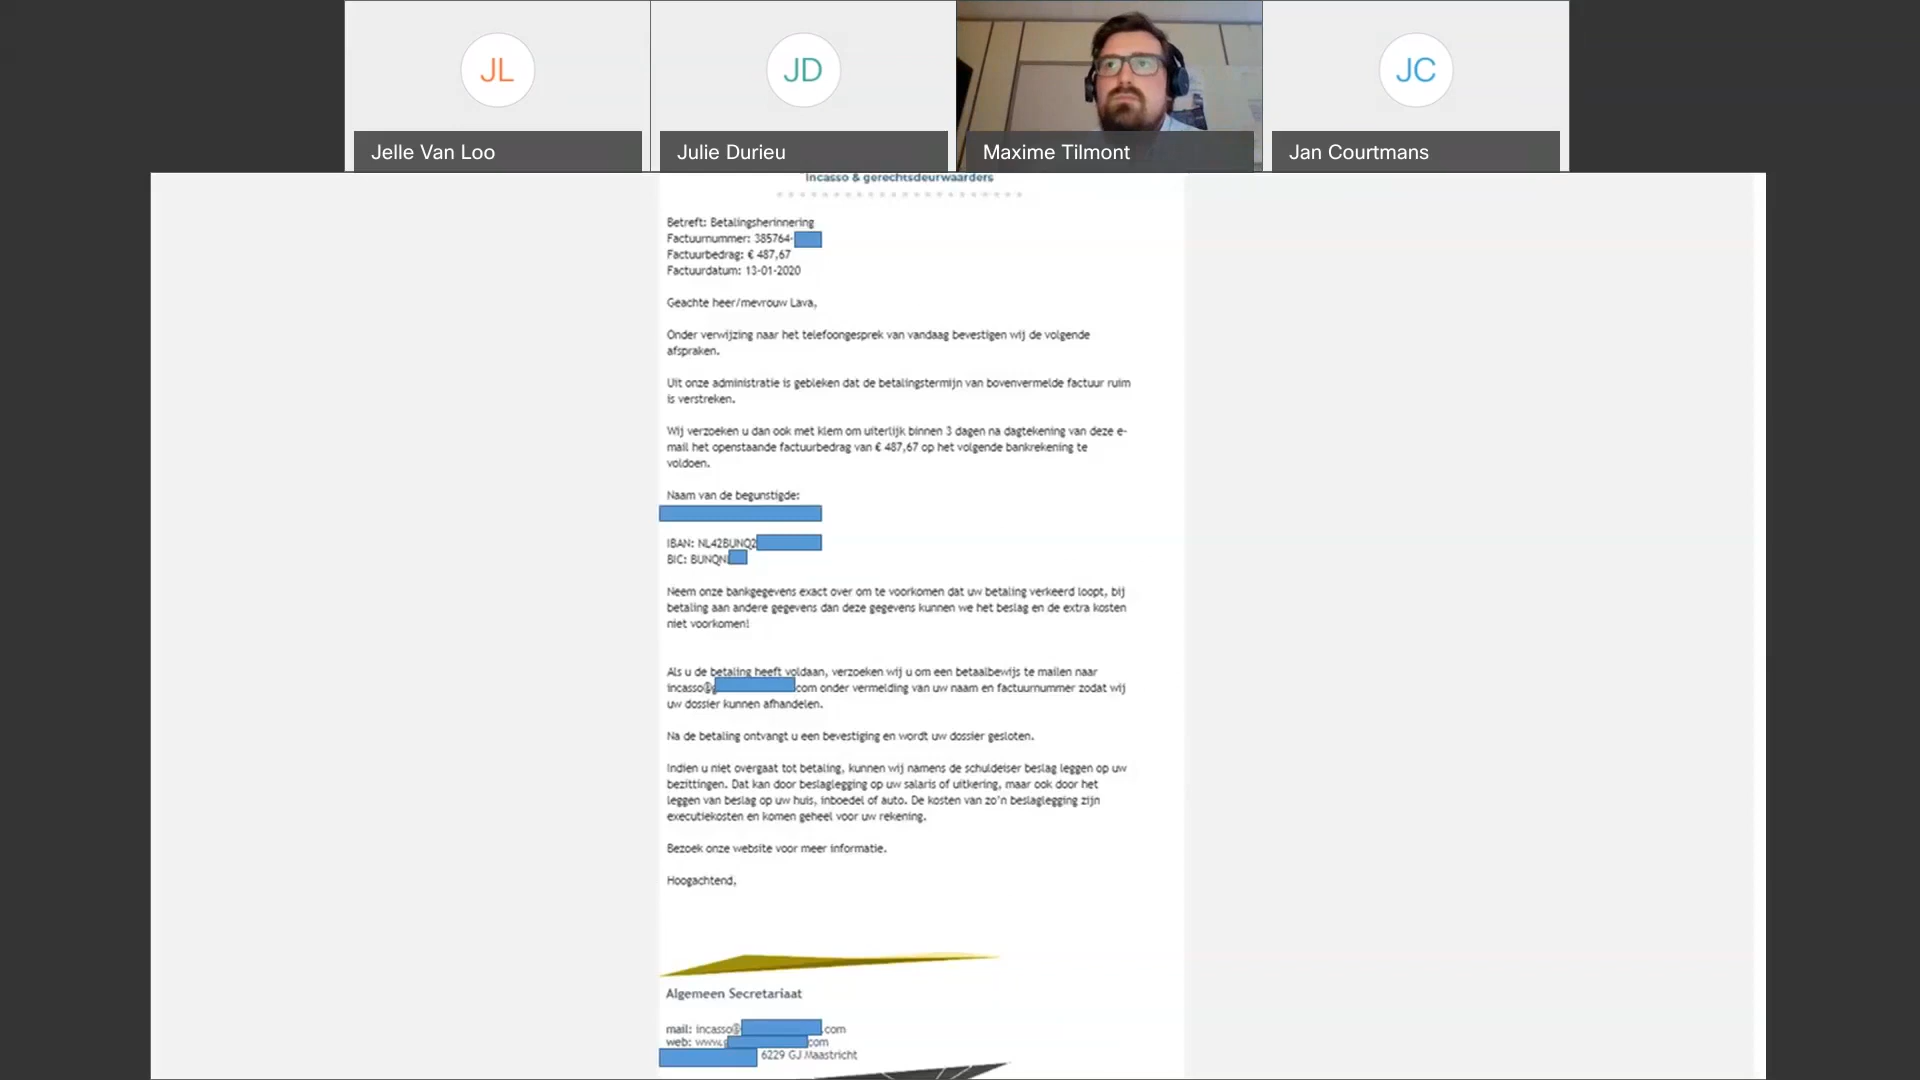 JL
JD
JC
Jelle Van Loo
Julie Durieu
Maxime Tilmont
Jan Courtmans
Incasso & gerechtsdeurwaarders
Betreft: Betalingsherinnering
Factuurnummer: 385764-
Factuurbedrag: € 487,67
Factuurdatum: 13-01-2020
Geachte heer/mevrouw Lava,
Onder verwijzing naar het telefoongesprek van vandaag bevestigen wij de volgende
afspraken.
Uit onze administratie is gebleken dat de betalingstermijn van bovenvermelde factuur ruim
is verstreken.
Wij verzoeken u dan ook met klem om uiterlijk binnen 3 dagen na dagtekening van deze e-
mail het openstaande factuurbedrag van € 487,67 op het volgende bankrekening te
voldoen.
Naam van de begunstigde:
IBAN: NL42BUNQ2
BIC: BUNQN
Neem onze bankgegevens exact over om te voorkomen dat uw betaling verkeerd loopt, bij
betaling aan andere gegevens dan deze gegevens kunnen we het beslag en de extra kosten
niet voorkomen!
Als u de betaling heeft voldaan, verzoeken wij u om een betaalbewijs te mailen naar
incasso@g com onder vermelding van uw naam en factuurnummer zodat wij
uw dossier kunnen afhandelen.
Na de betaling ontvangt u een bevestiging en wordt uw dossier gesloten.
Indien u niet overgaat tot betaling, kunnen wij namens de schuldeiser beslag leggen op uw
bezittingen. Dat kan door beslaglegging op uw salaris of uitkering, maar ook door het
leggen van beslag op uw huis, inboedel of auto. De kosten van zo'n beslaglegging zijn
executiekosten en komen geheel voor uw rekening.
Bezoek onze website voor meer informatie.
Hoogachtend,
Algemeen Secretariaat
mail: incasso@ .com
web: www.g com
6229 GJ Maastricht